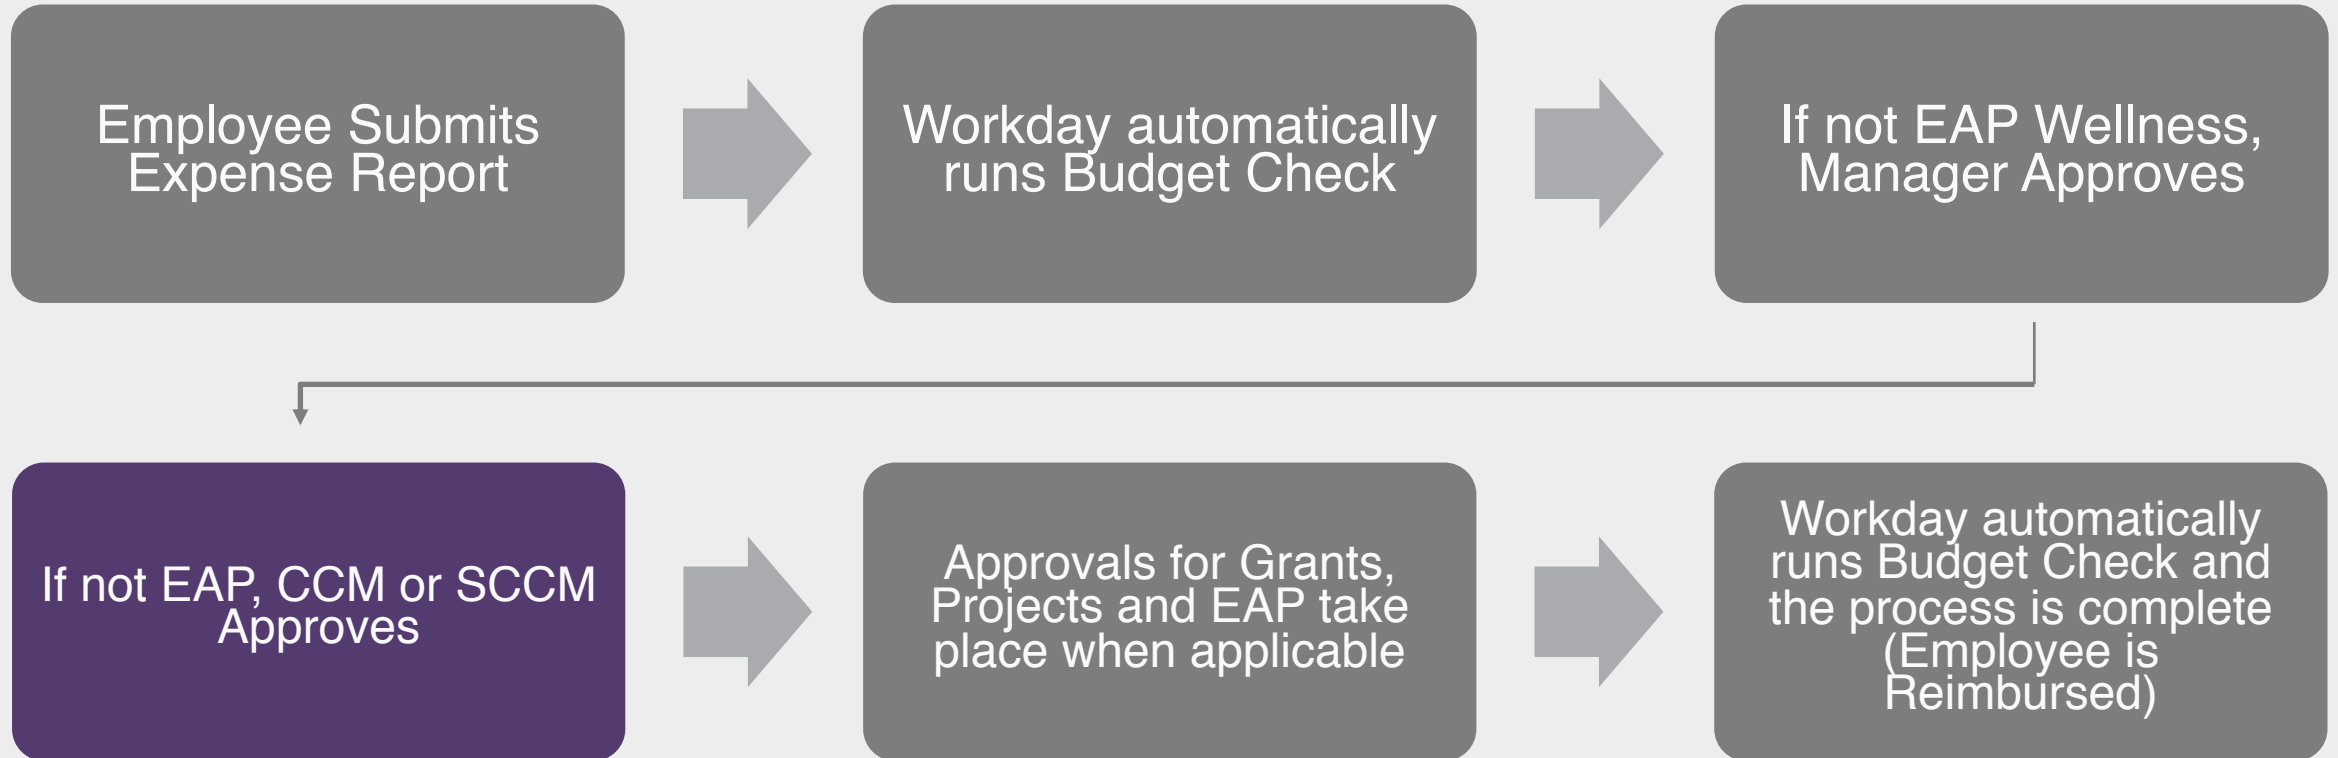 Employee Submits
Expense Report
Workday automatically
runs Budget Check
If not EAP Wellness,
Manager Approves
If not EAP, CCM or SCCM
Approves
Approvals for Grants,
Projects and EAP take
place when applicable
Workday automatically
runs Budget Check and
the process is complete
(Employee is
Reimbursed)